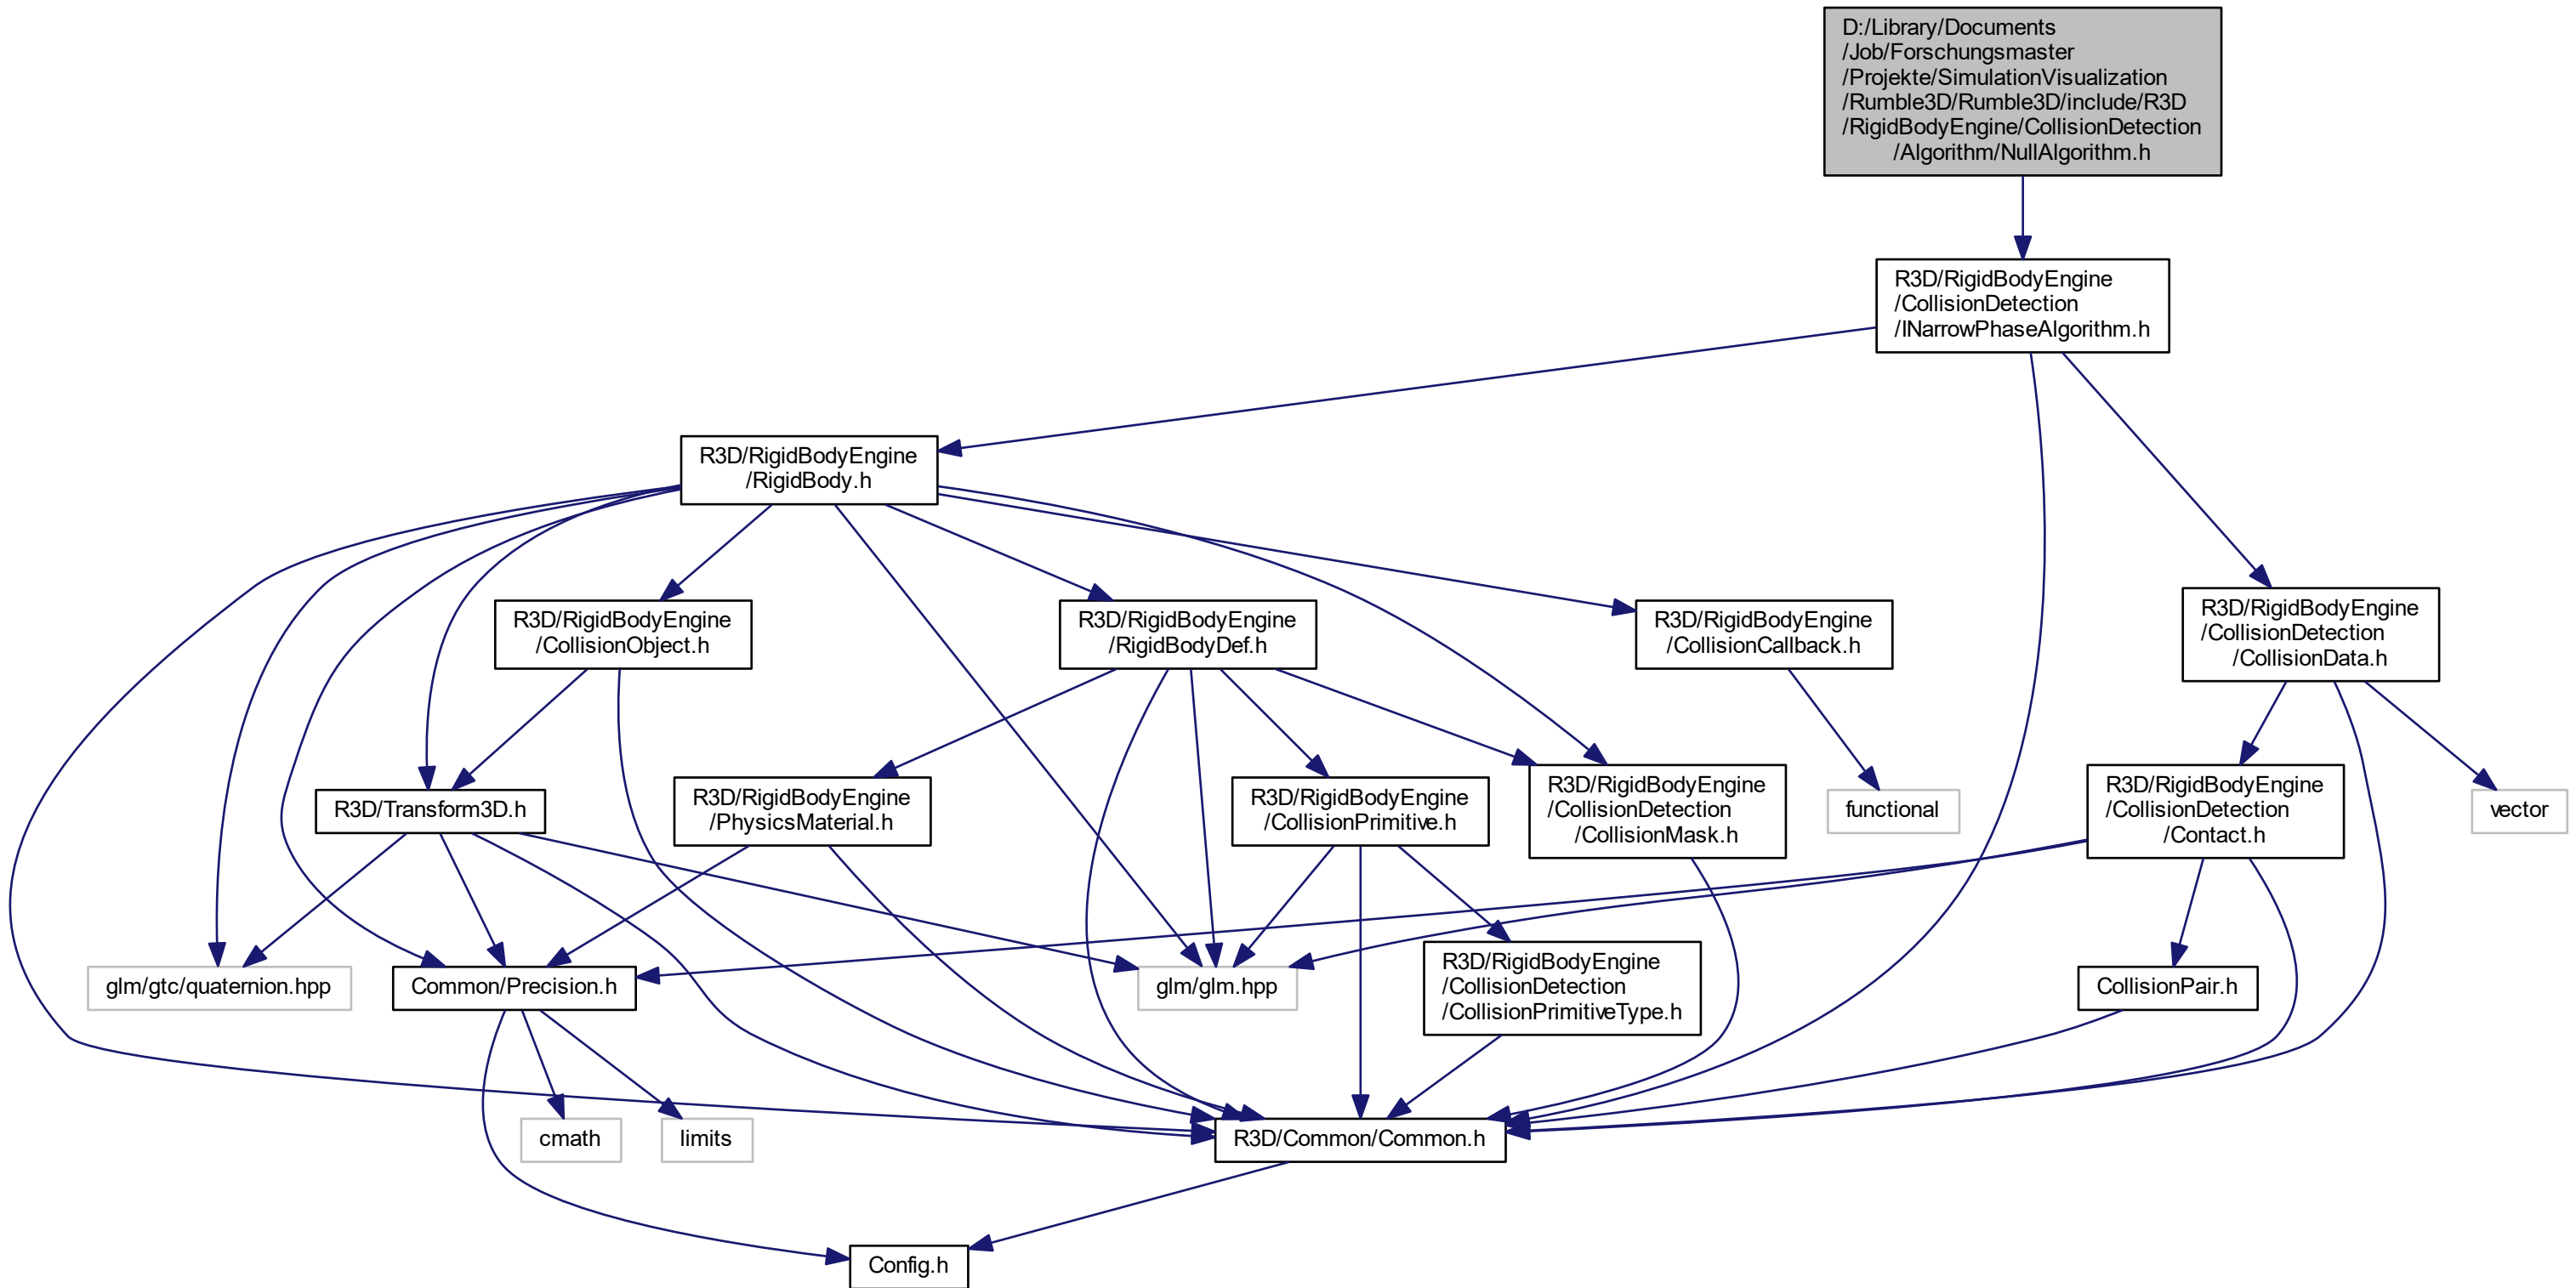 D:/Library/Documents
/Job/Forschungsmaster
/Projekte/SimulationVisualization
/Rumble3D/Rumble3D/include/R3D
/RigidBodyEngine/CollisionDetection
/Algorithm/NullAlgorithm.h
R3D/RigidBodyEngine
/CollisionDetection
/INarrowPhaseAlgorithm.h
R3D/RigidBodyEngine
/RigidBody.h
R3D/RigidBodyEngine
/CollisionObject.h
R3D/RigidBodyEngine
/RigidBodyDef.h
R3D/RigidBodyEngine
/CollisionCallback.h
R3D/RigidBodyEngine
/CollisionDetection
/CollisionData.h
R3D/Transform3D.h
R3D/RigidBodyEngine
/PhysicsMaterial.h
R3D/RigidBodyEngine
/CollisionPrimitive.h
R3D/RigidBodyEngine
/CollisionDetection
/CollisionMask.h
functional
R3D/RigidBodyEngine
/CollisionDetection
/Contact.h
vector
glm/gtc/quaternion.hpp
Common/Precision.h
glm/glm.hpp
R3D/RigidBodyEngine
/CollisionDetection
/CollisionPrimitiveType.h
CollisionPair.h
cmath
limits
R3D/Common/Common.h
Config.h